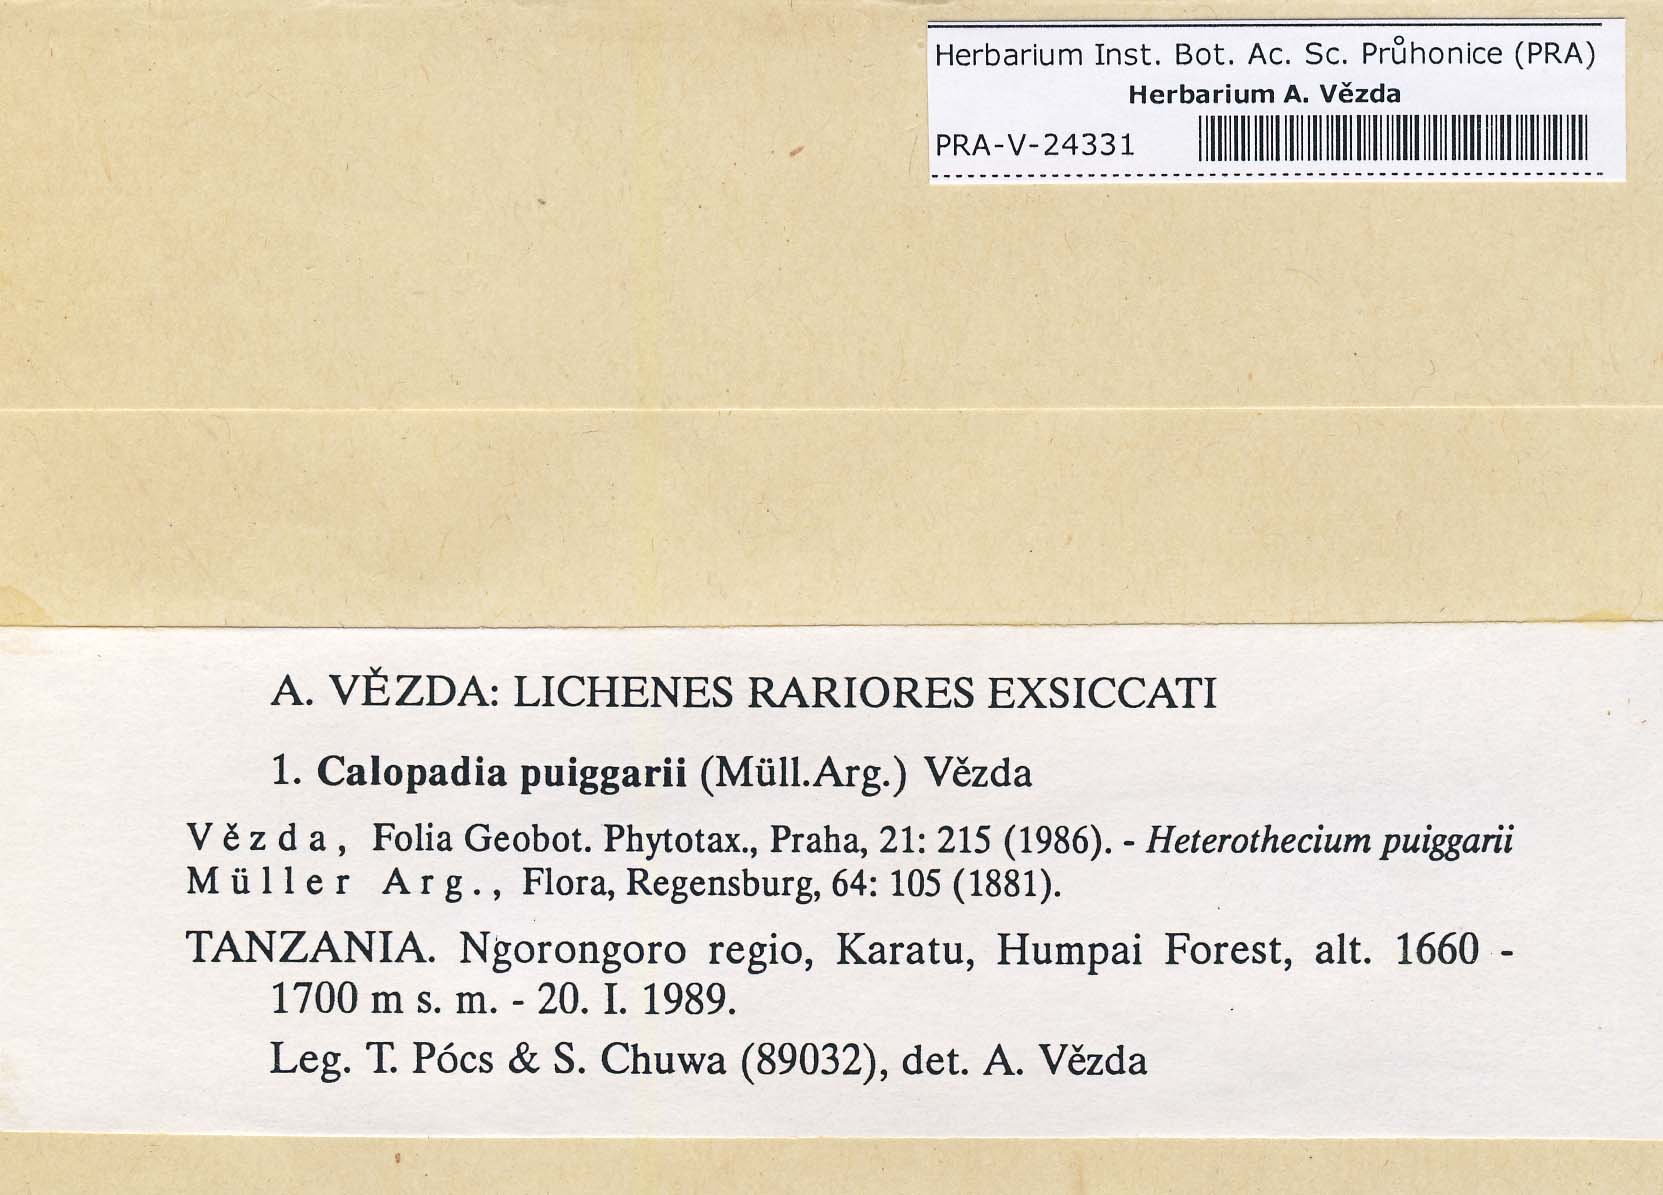 Herbarium Inst. Bot. Ac. Sc. Průhonice (PRA)
Herbarium A. Vězda
PRA-V-24331
A. VĚZDA: LICHENES RARIORES EXSICCATI
1. Calopadia puiggarii (Müll.Arg.) Vězda
Vězda, Folia Geobot. Phytotax., Praha, 21: 215 (1986). - Heterothecium puiggarii
Müller Arg., Flora, Regensburg, 64: 105 (1881).
TANZANIA. Ngorongoro regio, Karatu, Humpai Forest, alt. 1660 -
1700 m s. m. - 20. I. 1989.
Leg. T. Pócs & S. Chuwa (89032), det. A. Vězda